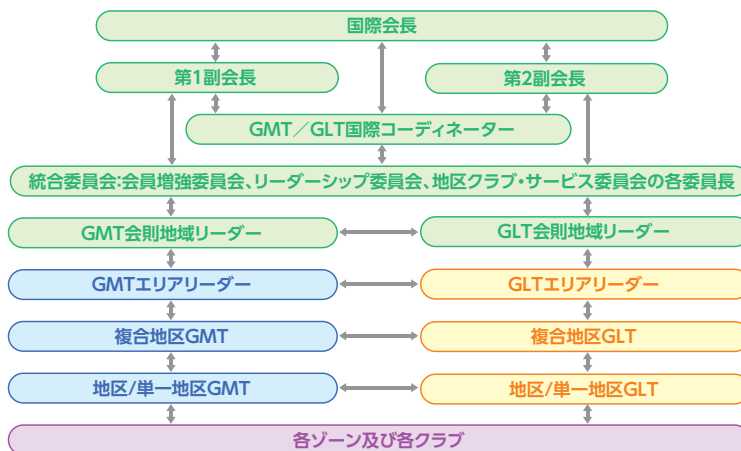 国際会長
第1副会長
第2副会長
GMT／GLT国際コーディネーター
統合委員会:会員増強委員会、リーダーシップ委員会、地区クラブ・サービス委員会の各委員長
GMT会則地域リーダー
GLT会則地域リーダー
GMTエリアリーダー
GLTエリアリーダー
複合地区GMT
複合地区GLT
地区/単一地区GMT
地区/単一地区GLT
各ゾーン及び各クラブ